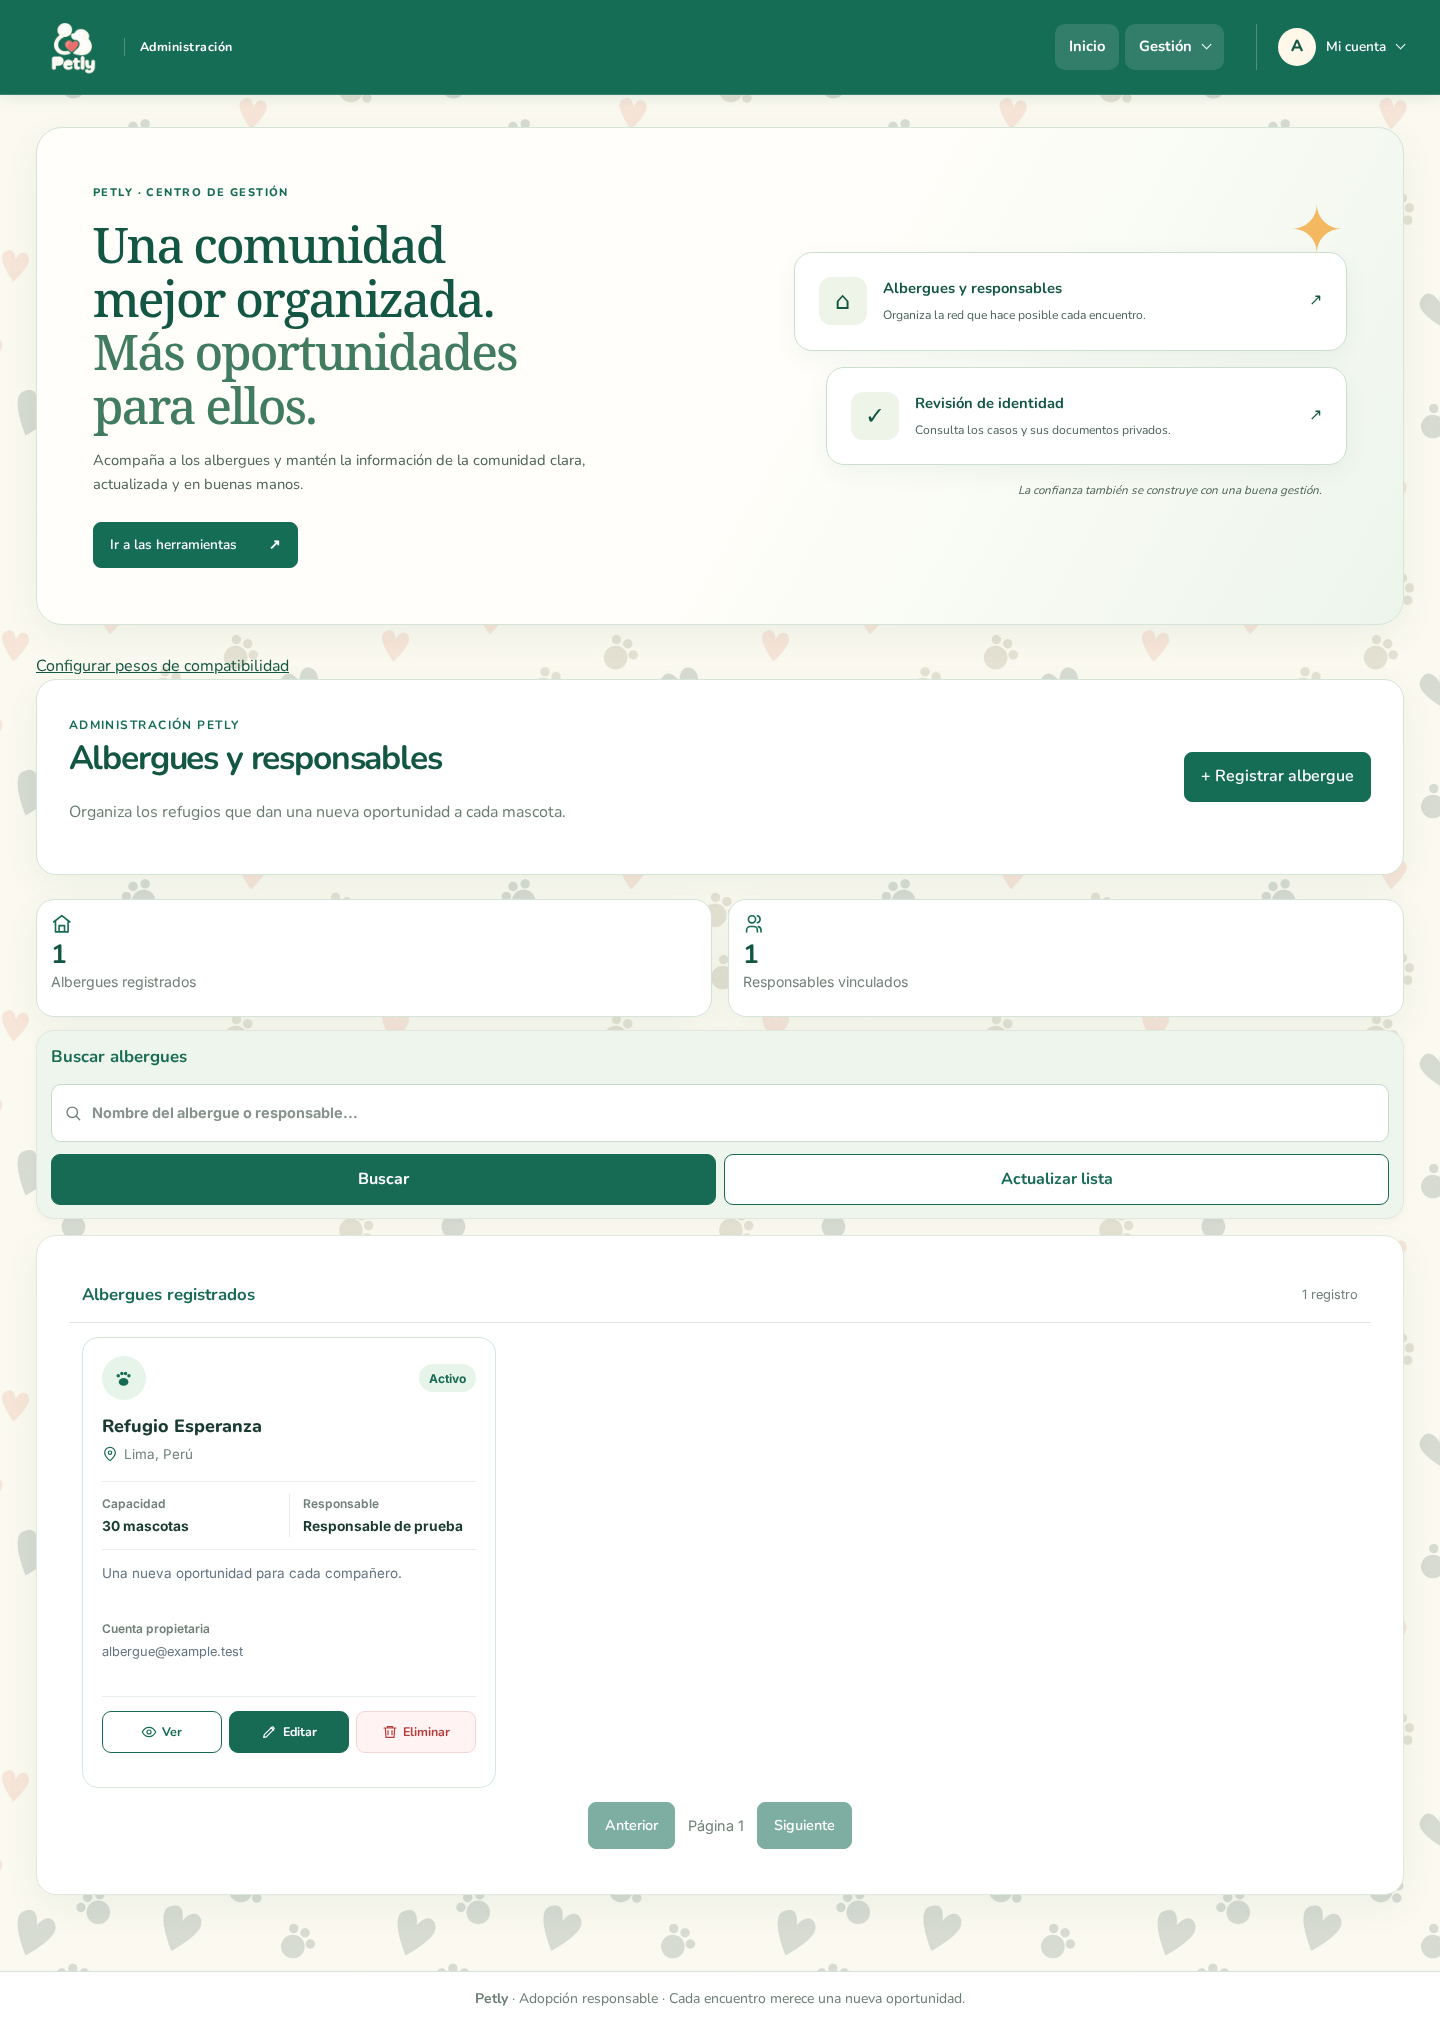 Petly
Administración
Inicio
Gestión
A
Mi cuenta
PETLY · CENTRO DE GESTIÓN
Una comunidad
mejor organizada.
Más oportunidades
para ellos.
Acompaña a los albergues y mantén la información de la comunidad clara,
actualizada y en buenas manos.
Ir a las herramientas ↗
Albergues y responsables
Organiza la red que hace posible cada encuentro.
↗
Revisión de identidad
Consulta los casos y sus documentos privados.
↗
La confianza también se construye con una buena gestión.
Configurar pesos de compatibilidad
ADMINISTRACIÓN PETLY
Albergues y responsables
Organiza los refugios que dan una nueva oportunidad a cada mascota.
+ Registrar albergue
1
Albergues registrados
1
Responsables vinculados
Buscar albergues
Nombre del albergue o responsable...
Buscar
Actualizar lista
Albergues registrados
1 registro
Activo
Refugio Esperanza
Lima, Perú
Capacidad
30 mascotas
Responsable
Responsable de prueba
Una nueva oportunidad para cada compañero.
Cuenta propietaria
albergue@example.test
Ver
Editar
Eliminar
Anterior
Página 1
Siguiente
Petly · Adopción responsable · Cada encuentro merece una nueva oportunidad.